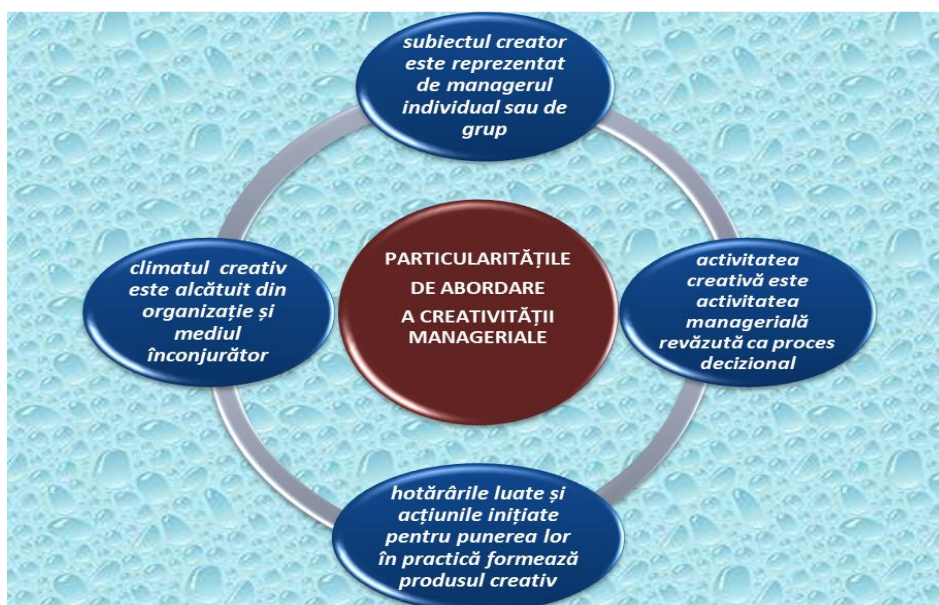 subiectul creator
este reprezentat
de managerul
individual sau de
grup
climatul creativ
este alcătuit din
organizație și
mediul
înconjurător
PARTICULARITĂȚILE
DE ABORDARE
A CREATIVITĂȚII
MANAGERIALE
activitatea
creativă este
activitatea
managerială
revăzută ca proces
decizional
hotărârile luate și
acțiunile inițiate
pentru punerea lor
în practică formează
produsul creativ